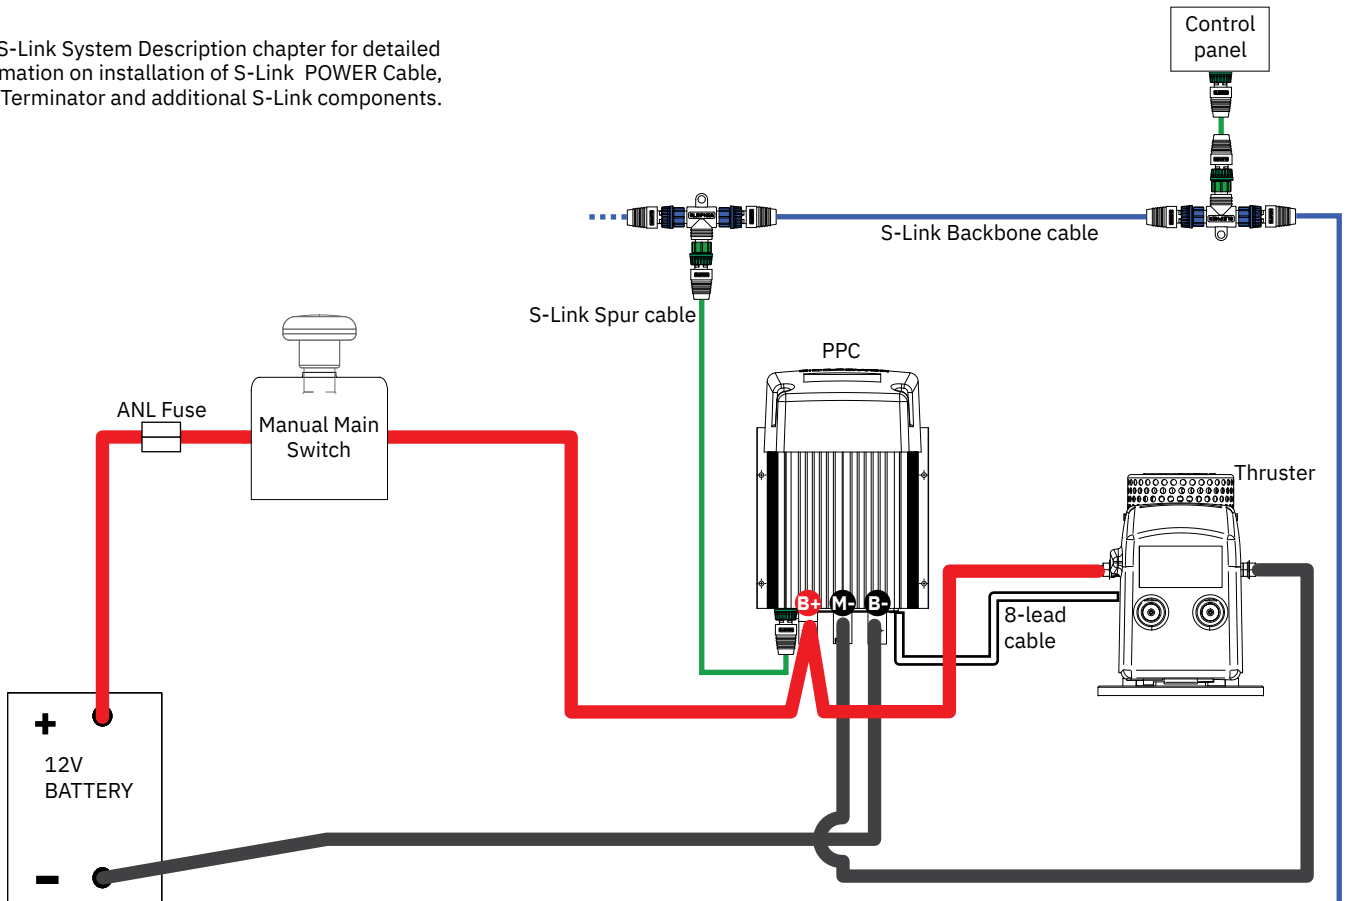 S-Link System Description chapter for detailed
mation on installation of S-Link POWER Cable,
Terminator and additional S-Link components.
Control
panel
S-Link Backbone cable
S-Link Spur cable
PPC
ANL Fuse
Manual Main
Switch
Thruster
B+ M- B-
8-lead
cable
+
12V
BATTERY
-